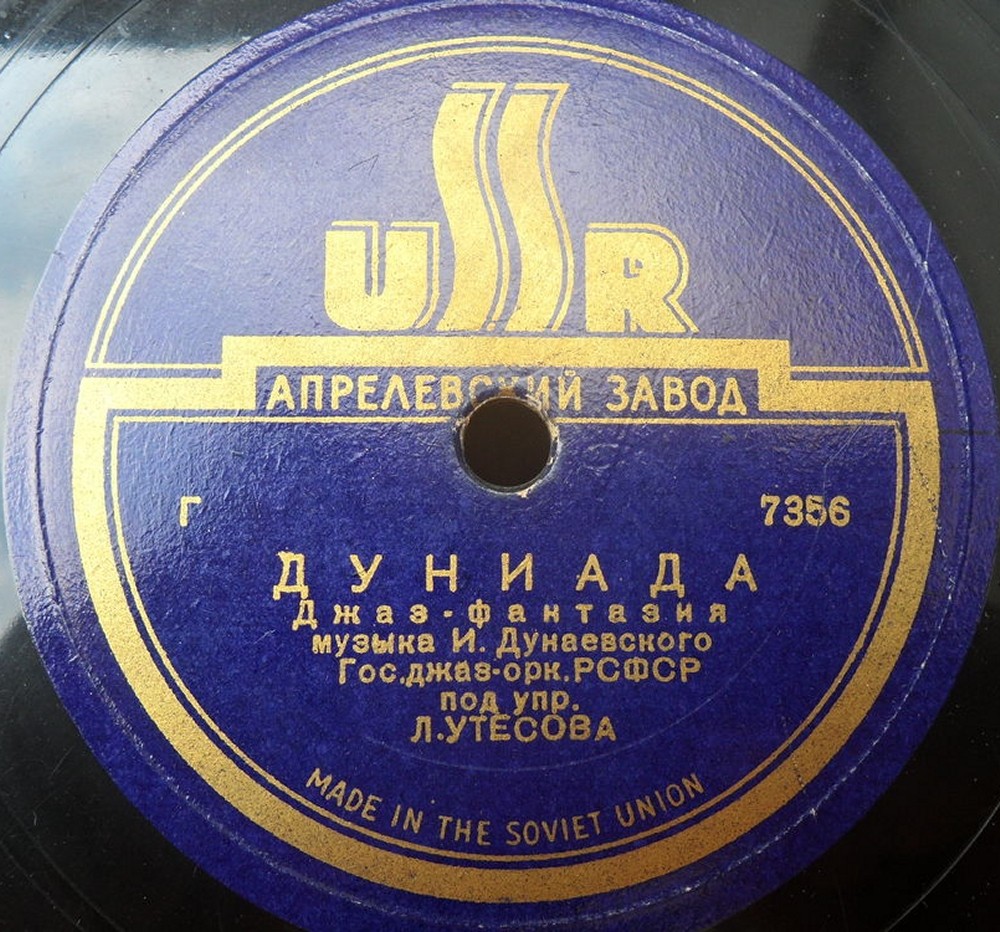 USSR
АПРЕЛЕВСКИЙ ЗАВОД
Г 7356
ДУНИАДА
Джаз-фантазия
музыка И. Дунаевского
Гос.джаз-орк.РСФСР
под упр.
Л.УТЕСОВА
MADE IN THE SOVIET UNION